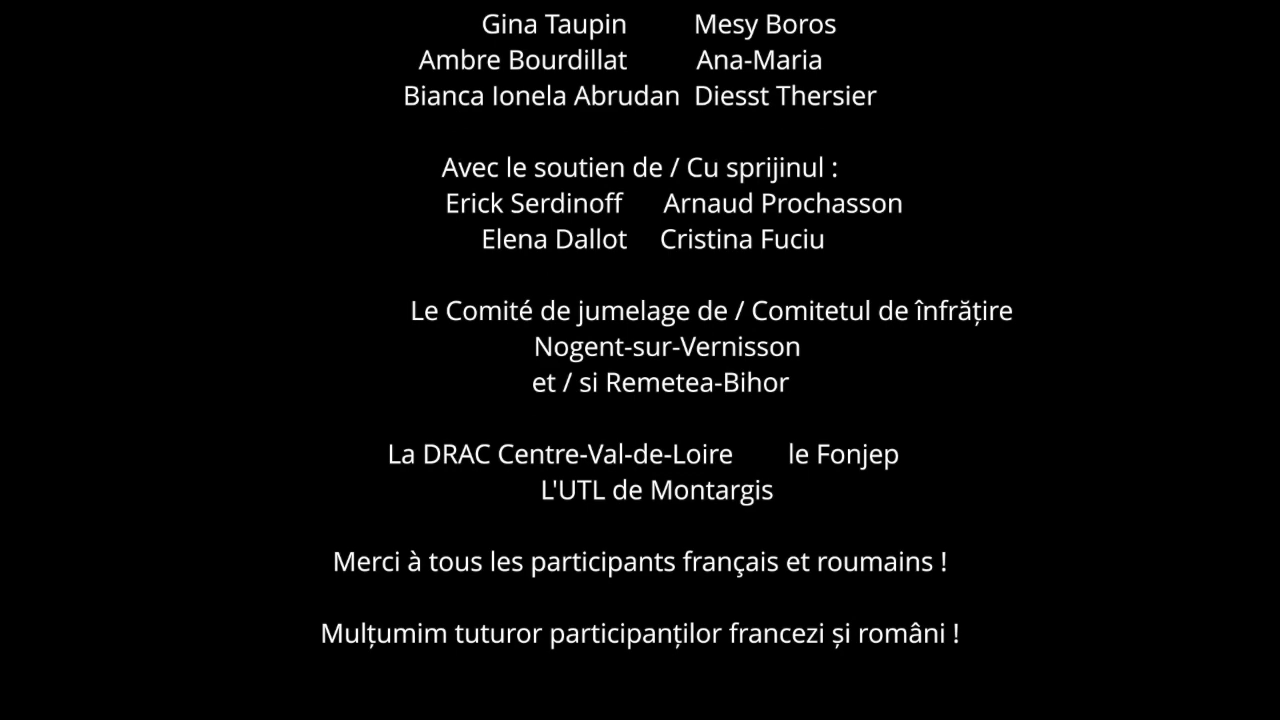 Gina Taupin Mesy Boros
Ambre Bourdillat Ana-Maria
Bianca Ionela Abrudan Diesst Thersier
Avec le soutien de / Cu sprijinul :
Erick Serdinoff Arnaud Prochasson
Elena Dallot Cristina Fuciu
Le Comité de jumelage de / Comitetul de înfrățire
Nogent-sur-Vernisson
et / si Remetea-Bihor
La DRAC Centre-Val-de-Loire le Fonjep
L'UTL de Montargis
Merci à tous les participants français et roumains !
Mulțumim tuturor participanților francezi și români !